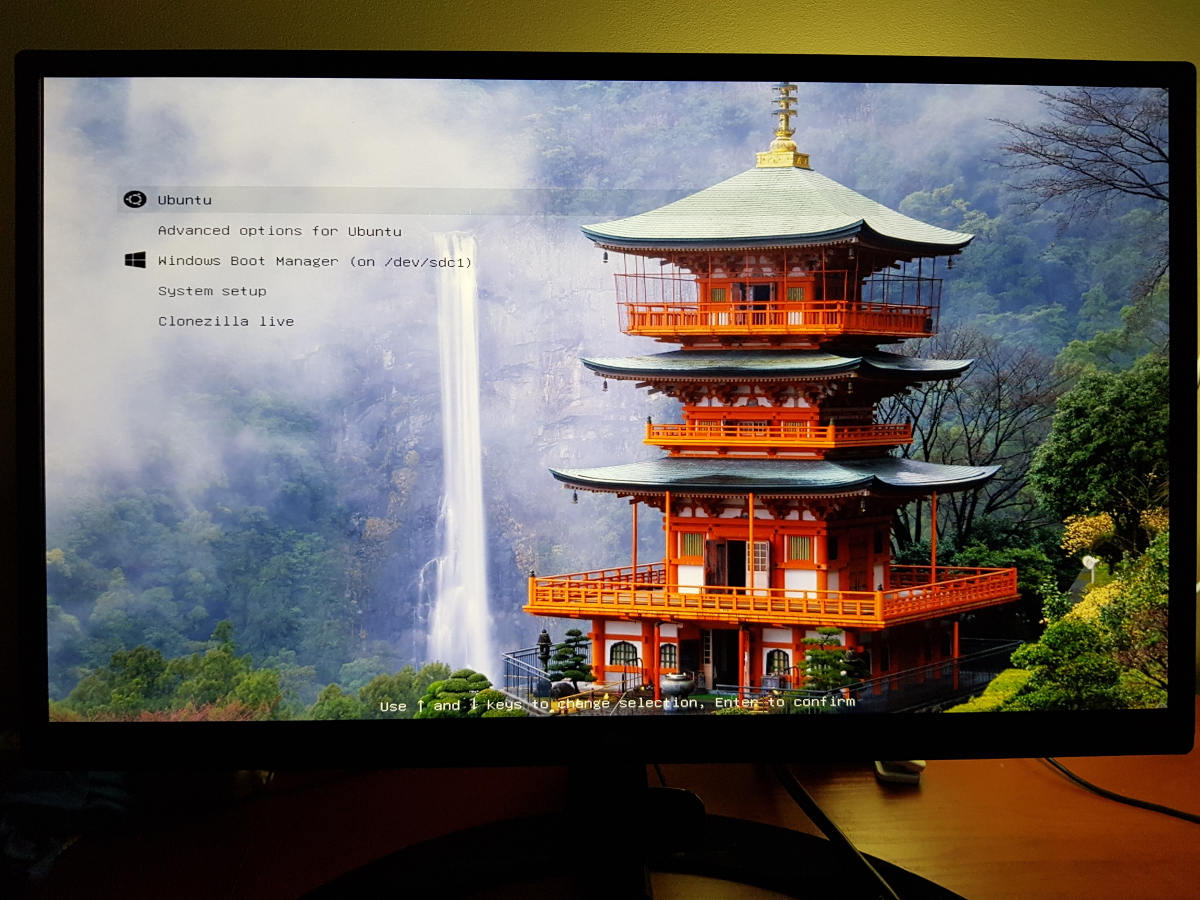 Ubuntu
Advanced options for Ubuntu
Windows Boot Manager (on /dev/sdc1)
System setup
Clonezilla live
Use ↑ and ↓ keys to change selection, Enter to confirm